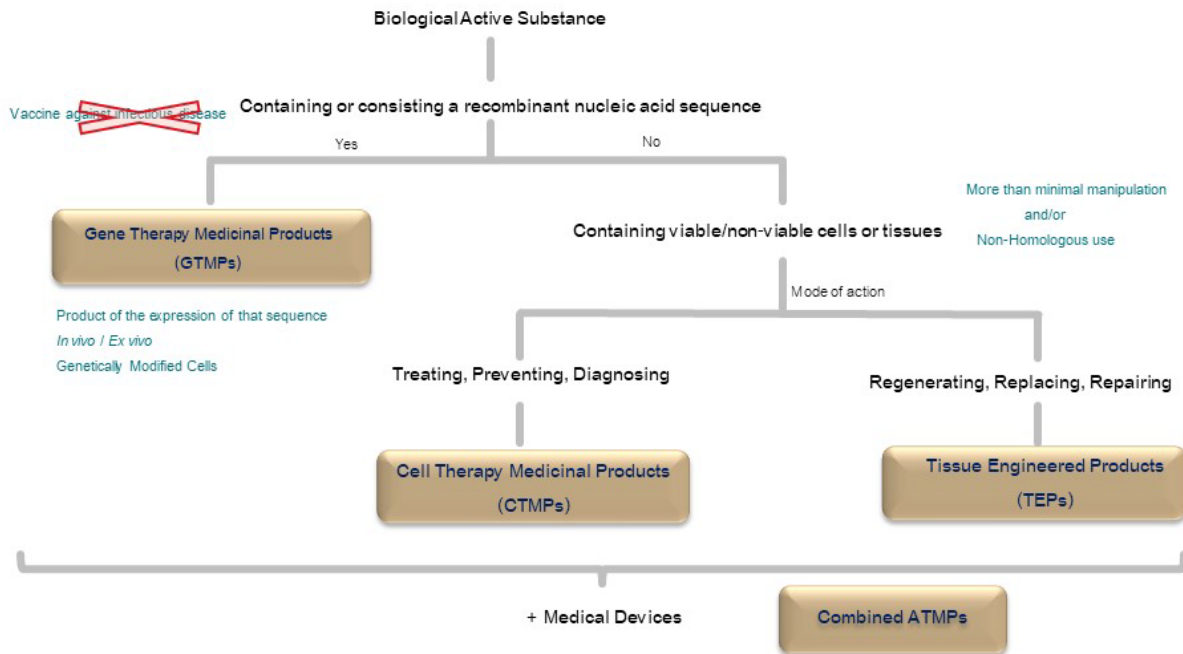 Biological Active Substance
Vaccine against infectious disease
Containing or consisting a recombinant nucleic acid sequence
Yes
No
Gene Therapy Medicinal Products
(GTMPs)
Product of the expression of that sequence
In vivo / Ex vivo
Genetically Modified Cells
Containing viable/non-viable cells or tissues
More than minimal manipulation
and/or
Non-Homologous use
Mode of action
Treating, Preventing, Diagnosing
Regenerating, Replacing, Repairing
Cell Therapy Medicinal Products
(CTMPs)
Tissue Engineered Products
(TEPs)
+ Medical Devices
Combined ATMPs